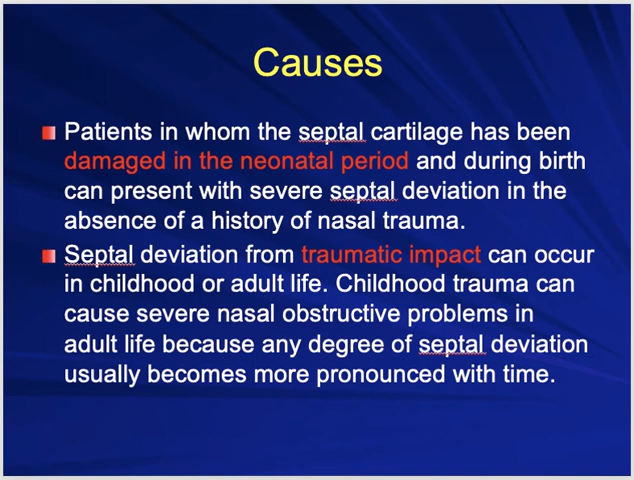 Causes
Patients in whom the septal cartilage has been
damaged in the neonatal period and during birth
can present with severe septal deviation in the
absence of a history of nasal trauma.
Septal deviation from traumatic impact can occur
in childhood or adult life. Childhood trauma can
cause severe nasal obstructive problems in
adult life because any degree of septal deviation
usually becomes more pronounced with time.